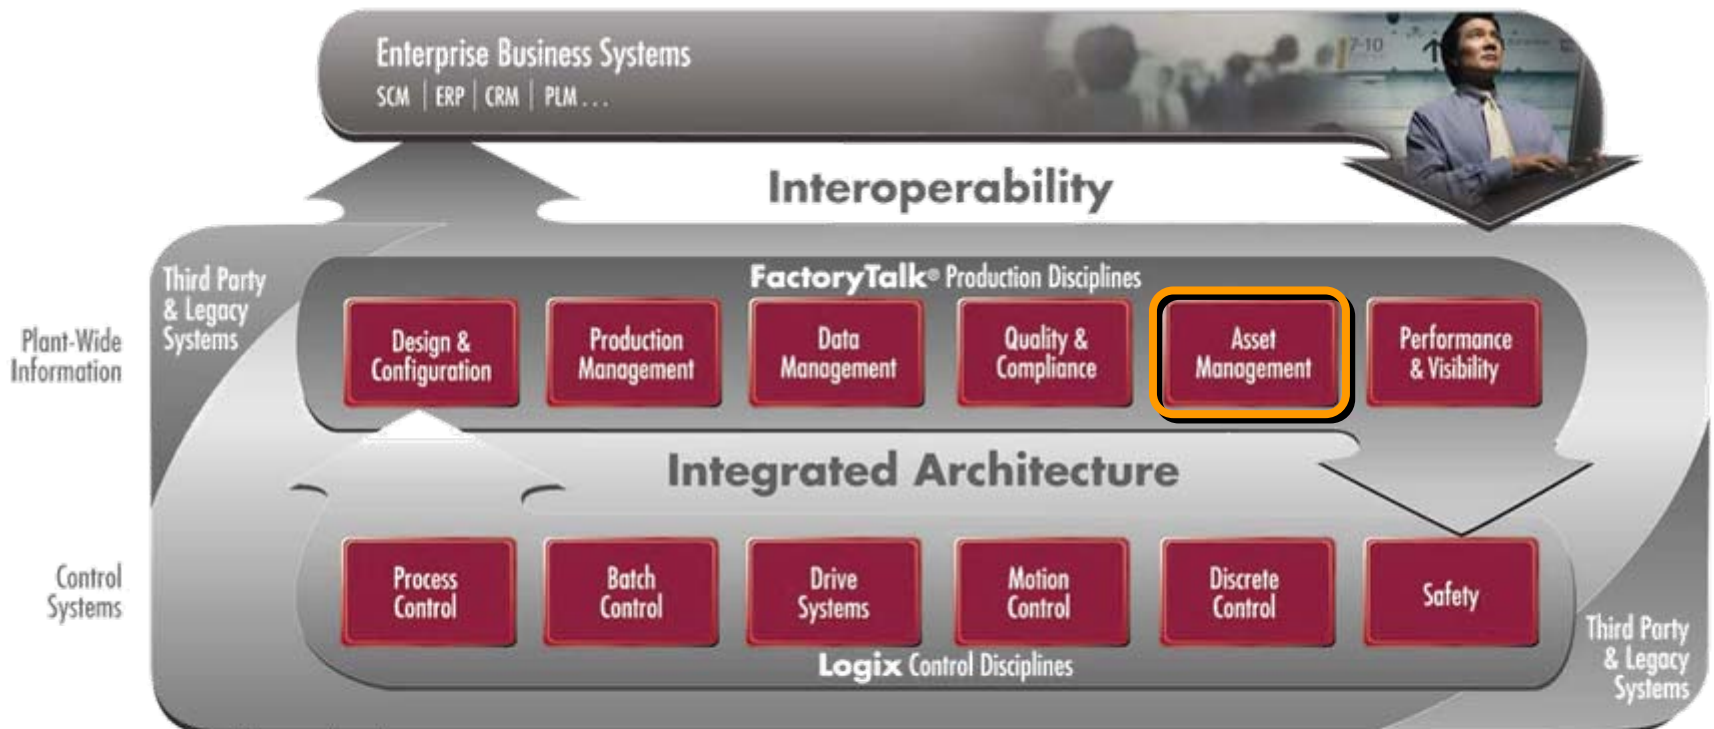 Enterprise Business Systems
SCM | ERP | CRM | PLM...
7-10
Interoperability
Third Party
& Legacy
Systems
FactoryTalk® Production Disciplines
Plant-Wide
Information
Design &
Configuration
Production
Management
Data
Management
Quality &
Compliance
Asset
Management
Performance
& Visibility
Integrated Architecture
Control
Systems
Process
Control
Batch
Control
Drive
Systems
Motion
Control
Discrete
Control
Safety
Logix Control Disciplines
Third Party
& Legacy
Systems